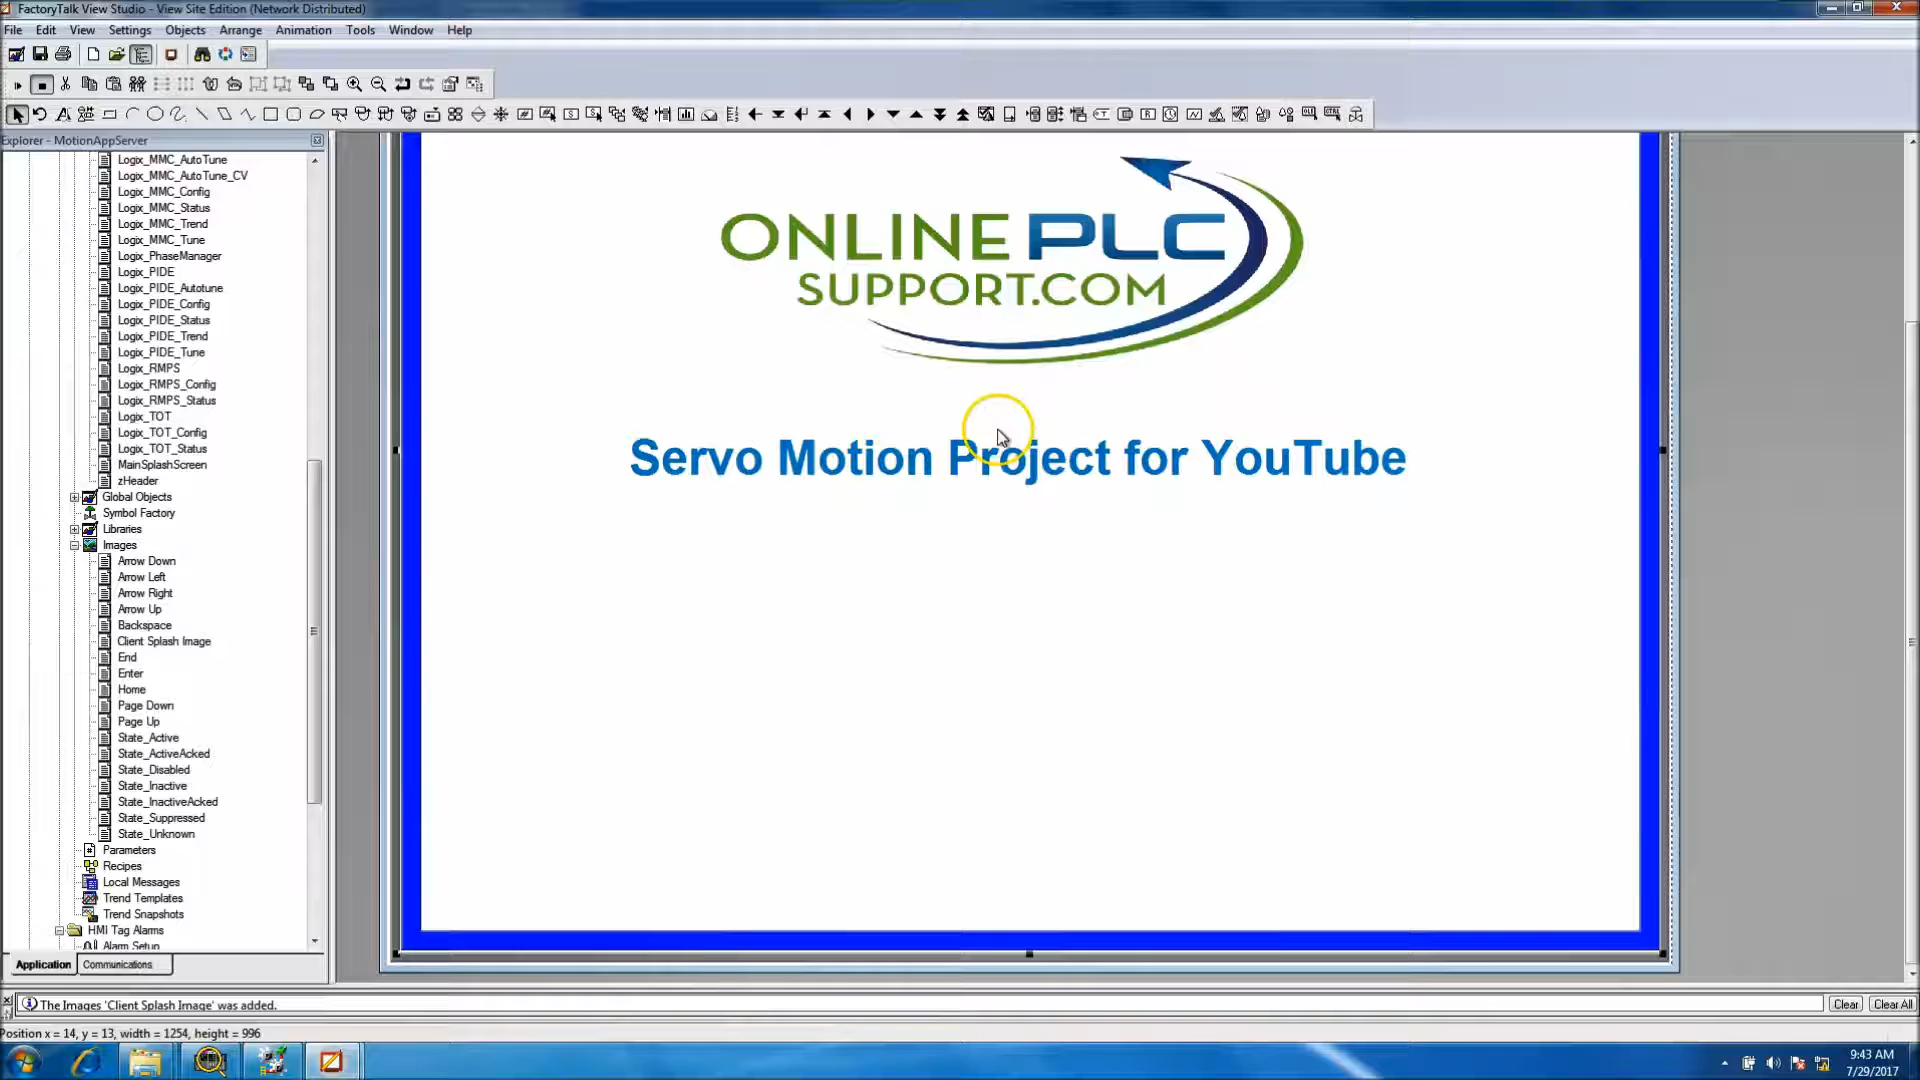 FactoryTalk View Studio - View Site Edition (Network Distributed)
File Edit View Settings Objects Arrange Animation Tools Window Help
Explorer - MotionAppServer
Logix_MMC_AutoTune
Logix_MMC_AutoTune_CV
Logix_MMC_Config
Logix_MMC_Status
Logix_MMC_Trend
Logix_MMC_Tune
Logix_PhaseManager
Logix_PIDE
Logix_PIDE_Autotune
Logix_PIDE_Config
Logix_PIDE_Status
Logix_PIDE_Trend
Logix_PIDE_Tune
Logix_RMPS
Logix_RMPS_Config
Logix_RMPS_Status
Logix_TOT
Logix_TOT_Config
Logix_TOT_Status
MainSplashScreen
zHeader
Global Objects
Symbol Factory
Libraries
Images
Arrow Down
Arrow Left
Arrow Right
Arrow Up
Backspace
Client Splash Image
End
Enter
Home
Page Down
Page Up
State_Active
State_ActiveAcked
State_Disabled
State_Inactive
State_InactiveAcked
State_Suppressed
State_Unknown
Parameters
Recipes
Local Messages
Trend Templates
Trend Snapshots
HMI Tag Alarms
Alarm Setup
Application Communications
ONLINE PLC
SUPPORT.COM
Servo Motion Project for YouTube
The Images 'Client Splash Image' was added.
Clear Clear All
Position x = 14, y = 13, width = 1254, height = 996
9:43 AM
7/29/2017